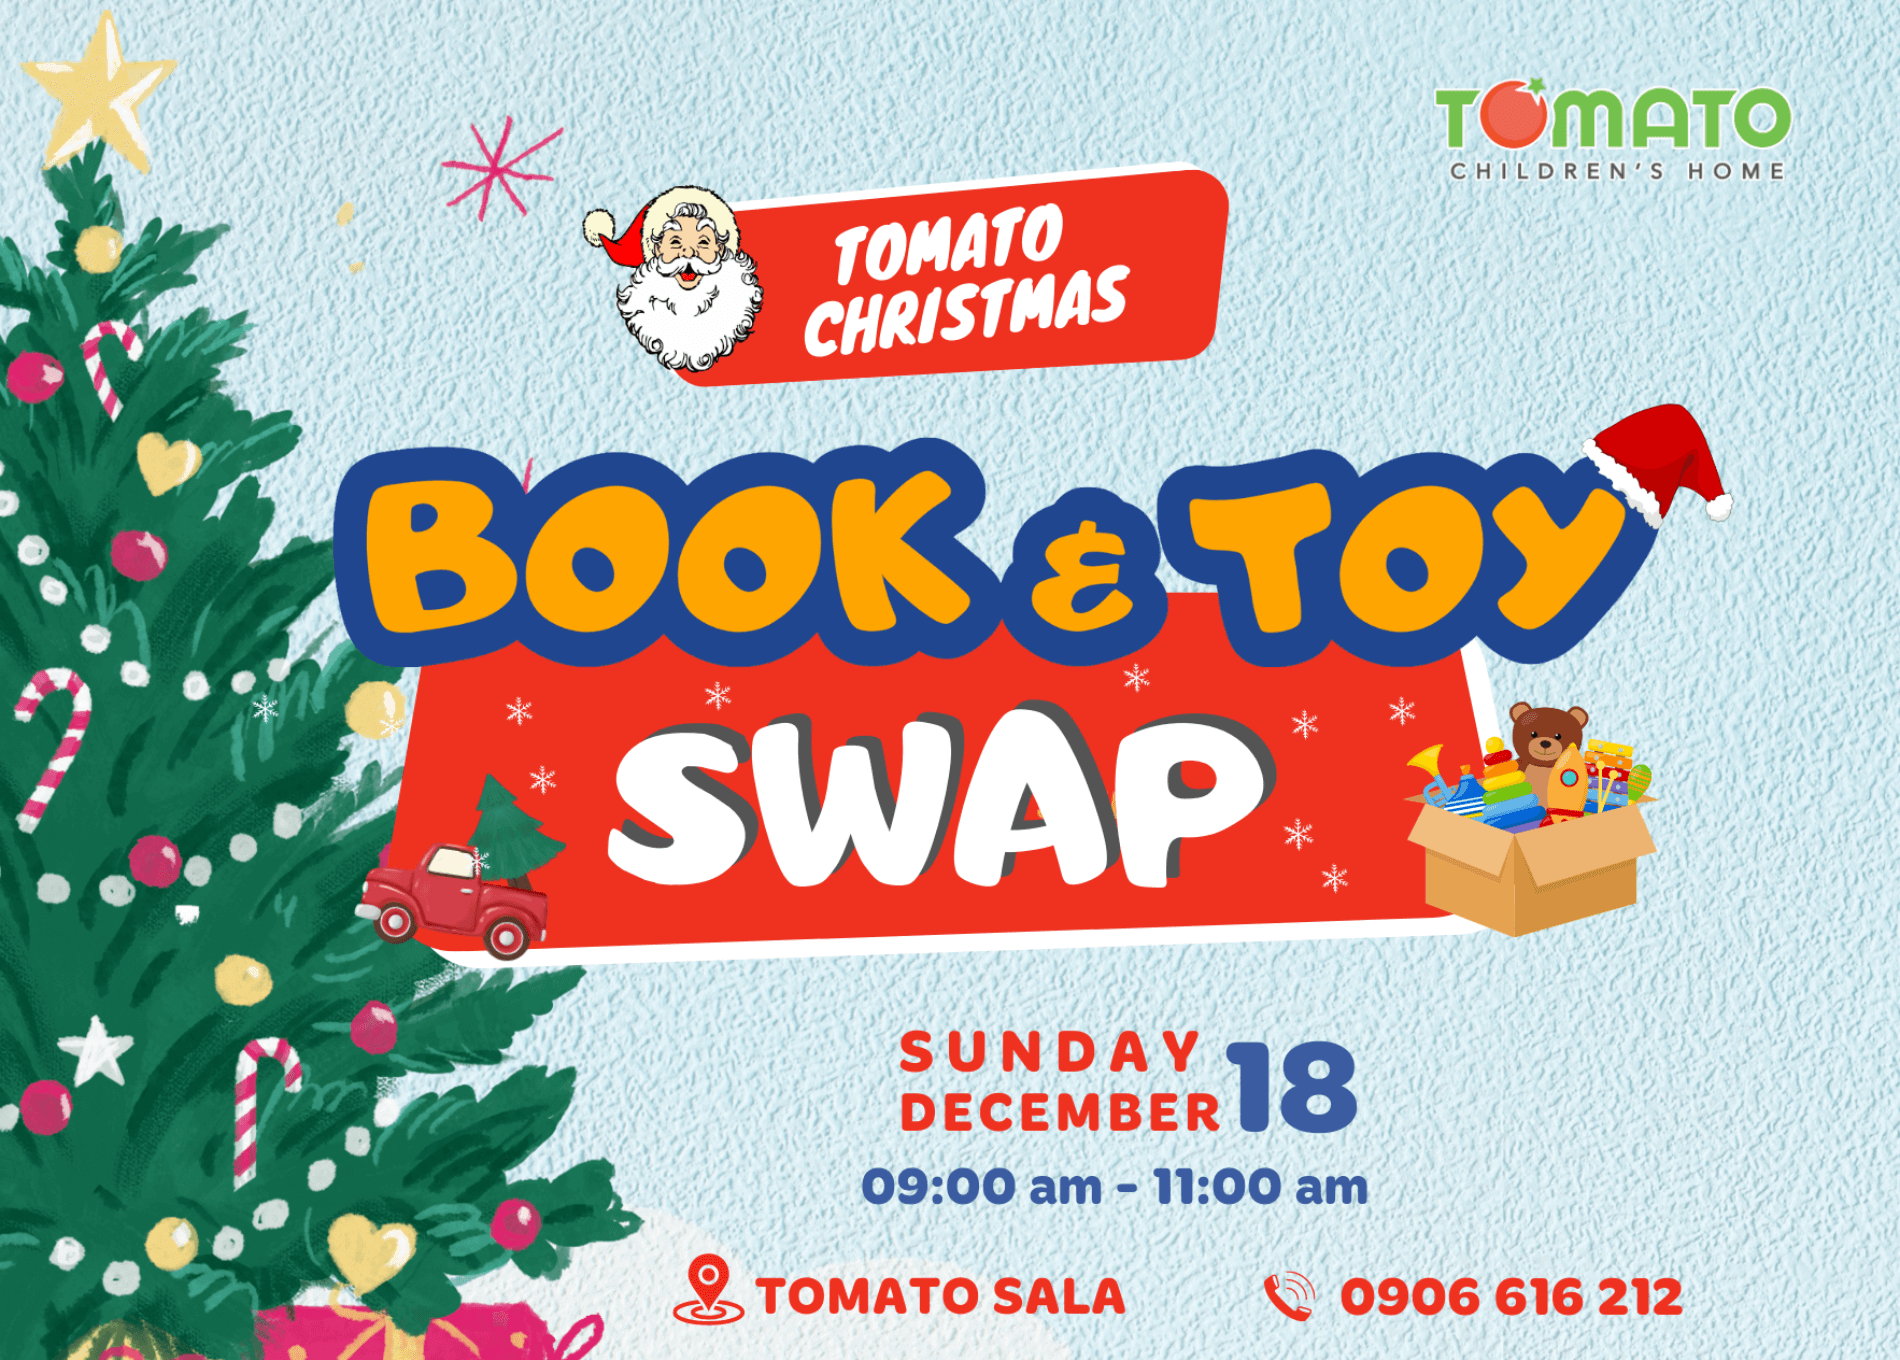 TOMATO
CHILDREN'S HOME
TOMATO
CHRISTMAS
BOOK & TOY
SWAP
SUNDAY
DECEMBER 18
09:00 am - 11:00 am
TOMATO SALA
0906 616 212